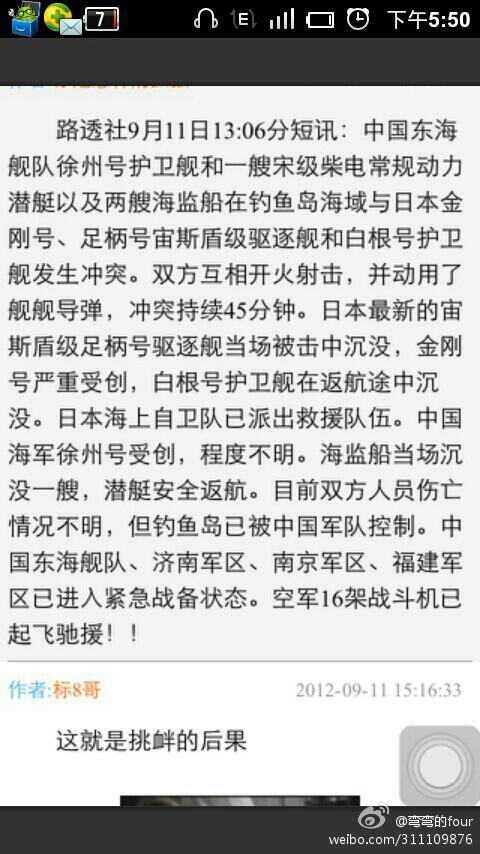 7
E
下午5:50
路透社9月11日13:06分短讯：中国东海
舰队徐州号护卫舰和一艘宋级柴电常规动力
潜艇以及两艘海监船在钓鱼岛海域与日本金
刚号、足柄号宙斯盾级驱逐舰和白根号护卫
舰发生冲突。双方互相开火射击，并动用了
舰舰导弹，冲突持续45分钟。日本最新的宙
斯盾级足柄号驱逐舰当场被击中沉没，金刚
号严重受创，白根号护卫舰在返航途中沉
没。日本海上自卫队已派出救援队伍。中国
海军徐州号受创，程度不明。海监船当场沉
没一艘，潜艇安全返航。目前双方人员伤亡
情况不明，但钓鱼岛已被中国军队控制。中
国东海舰队、济南军区、南京军区、福建军
区已进入紧急战备状态。空军16架战斗机已
起飞驰援！！
作者:标8哥 2012-09-11 15:16:33
这就是挑衅的后果
@弯弯的four
weibo.com/311109876